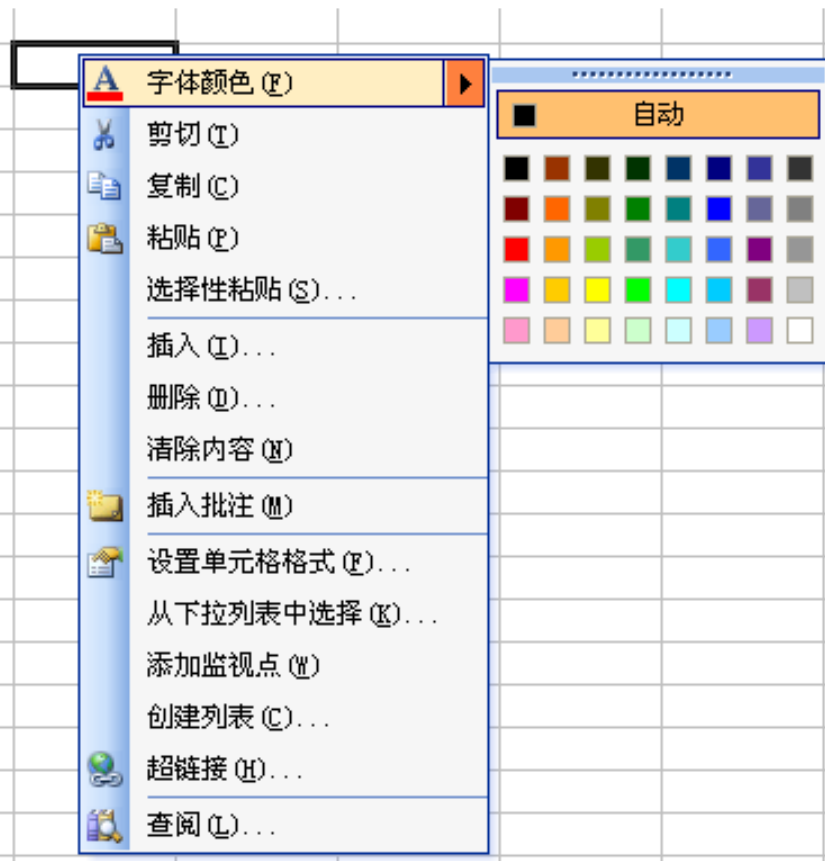 字体颜色(F)
自动
剪切(T)
复制(C)
粘贴(P)
选择性粘贴(S)...
插入(I)...
删除(D)...
清除内容(N)
插入批注(M)
设置单元格格式(F)...
从下拉列表中选择(K)...
添加监视点(W)
创建列表(C)...
超链接(H)...
查阅(L)...